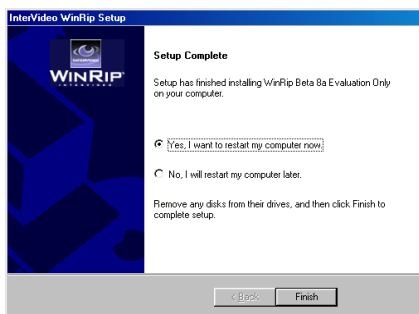 InterVideo WinRip Setup
WINRIP
INTERVIDEO
Setup Complete
Setup has finished installing WinRip Beta 8a Evaluation Only
on your computer.
Yes, I want to restart my computer now.
No, I will restart my computer later.
Remove any disks from their drives, and then click Finish to
complete setup.
< Back
Finish